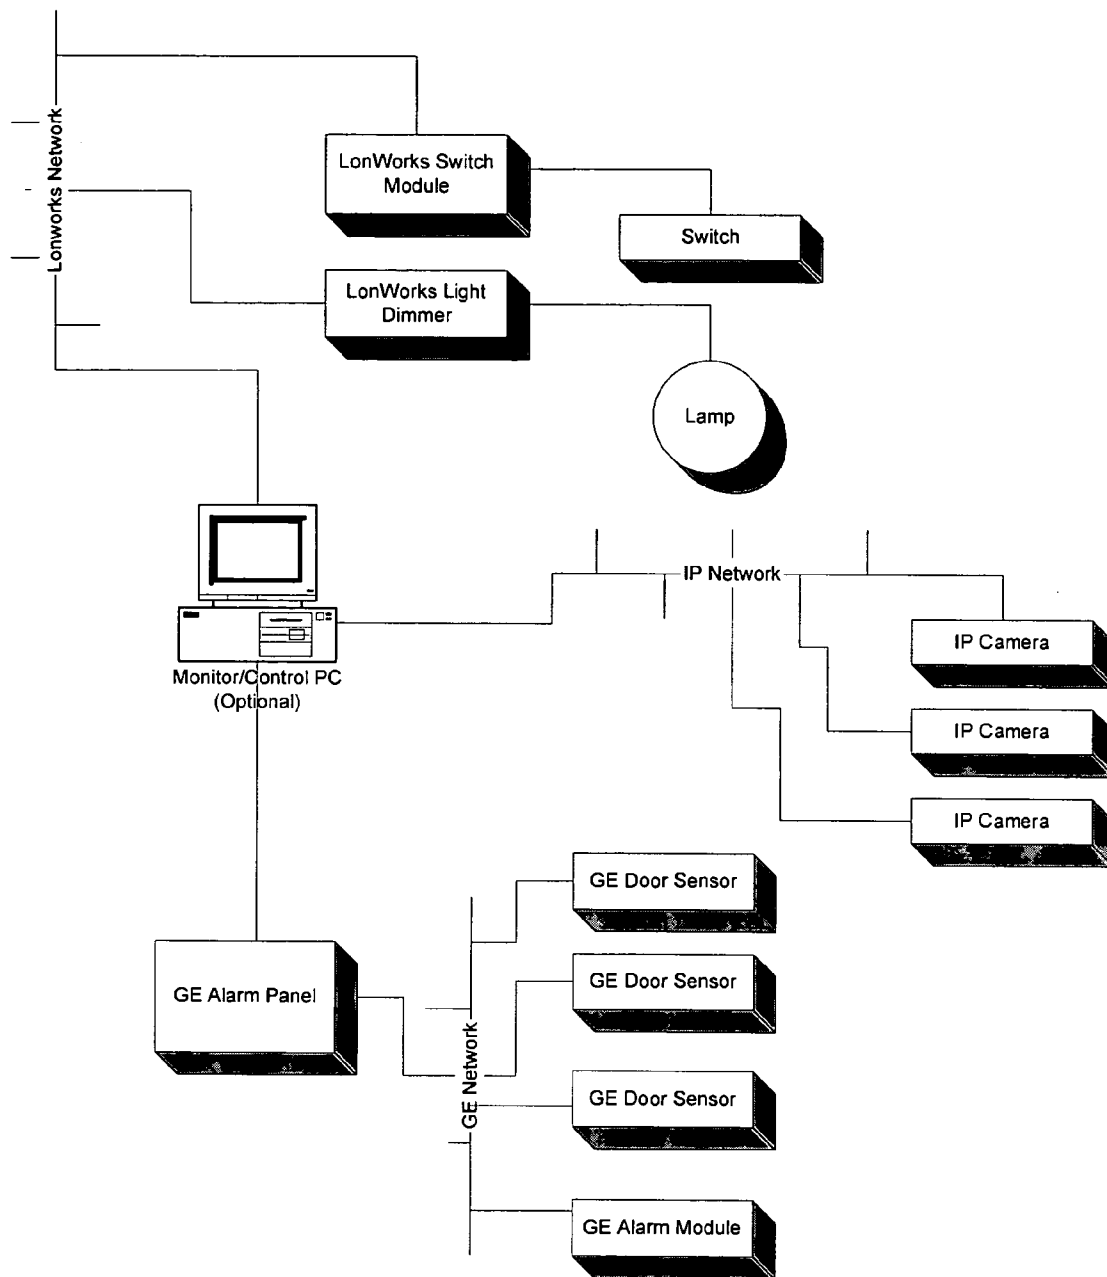 Lonworks Network
LonWorks Switch
Module
Switch
LonWorks Light
Dimmer
Lamp
IP Network
IP Camera
Monitor/Control PC
(Optional)
IP Camera
IP Camera
GE Door Sensor
GE Alarm Panel
GE Door Sensor
GE Network
GE Door Sensor
GE Alarm Module